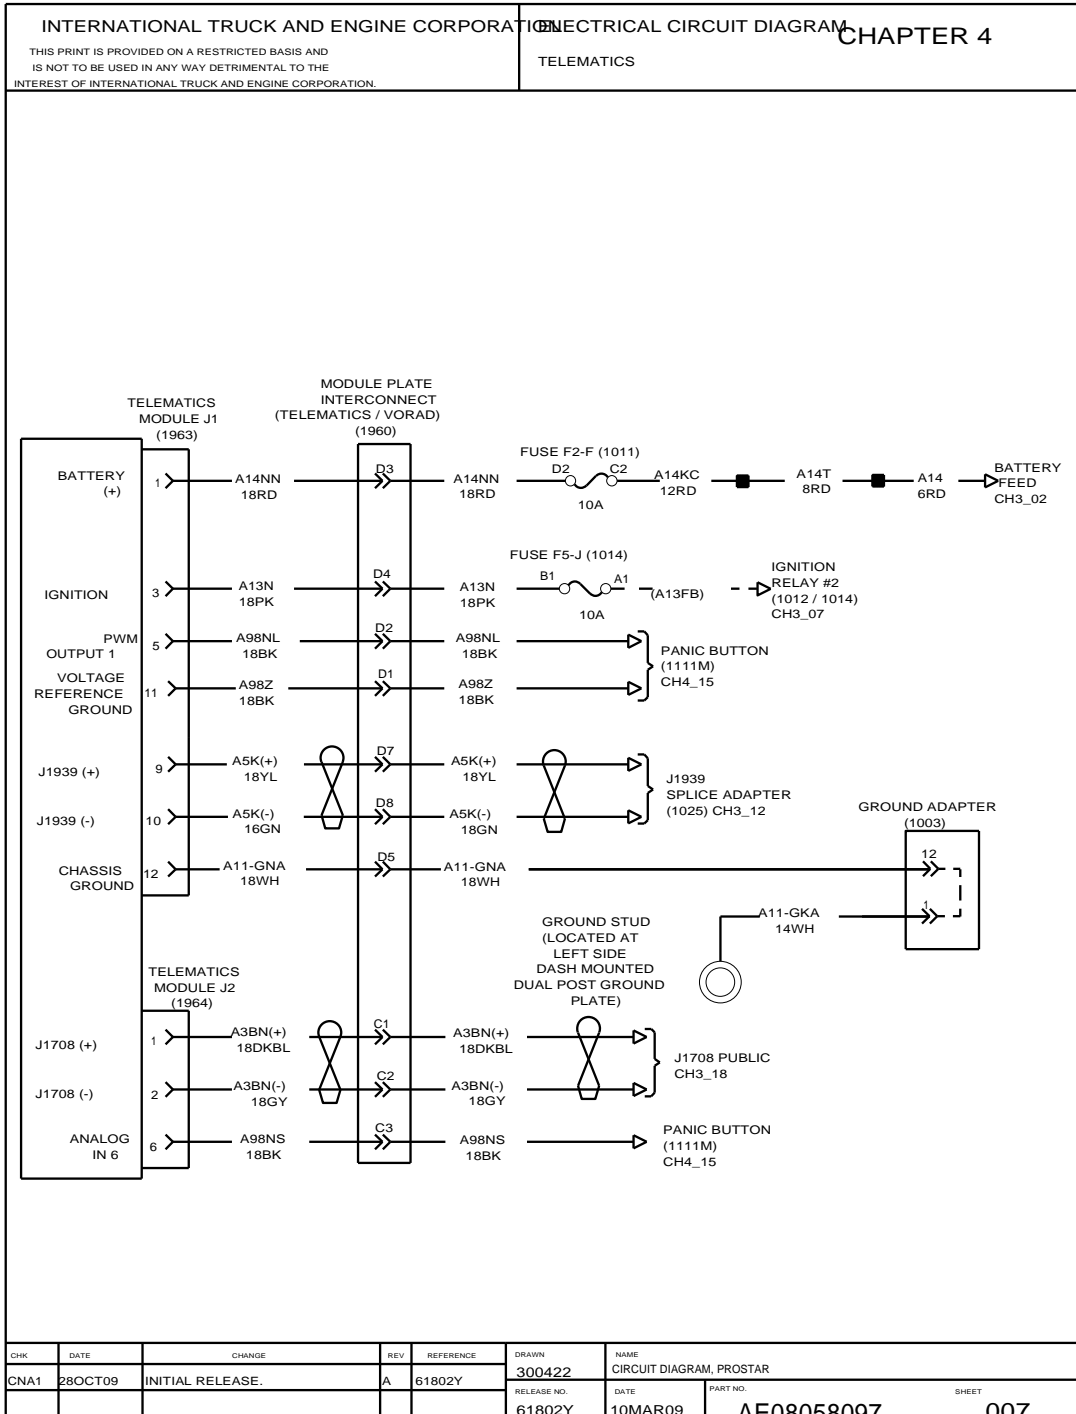 INTERNATIONAL TRUCK AND ENGINE CORPORATION
THIS PRINT IS PROVIDED ON A RESTRICTED BASIS AND
IS NOT TO BE USED IN ANY WAY DETRIMENTAL TO THE
INTEREST OF INTERNATIONAL TRUCK AND ENGINE CORPORATION.
ELECTRICAL CIRCUIT DIAGRAM
TELEMATICS
CHAPTER 4
TELEMATICS
MODULE J1
(1963)
MODULE PLATE
INTERCONNECT
(TELEMATICS / VORAD)
(1960)
FUSE F2-F (1011)
BATTERY
(+)
1
A14NN
18RD
D3
A14NN
18RD
D2
C2
10A
A14KC
12RD
A14T
8RD
A14
6RD
BATTERY
FEED
CH3_02
FUSE F5-J (1014)
IGNITION
3
A13N
18PK
D4
A13N
18PK
B1
A1
10A
(A13FB)
IGNITION
RELAY #2
(1012 / 1014)
CH3_07
PWM
OUTPUT 1
5
A98NL
18BK
D2
A98NL
18BK
VOLTAGE
REFERENCE
GROUND
11
A98Z
18BK
D1
A98Z
18BK
PANIC BUTTON
(1111M)
CH4_15
J1939 (+)
9
A5K(+)
18YL
D7
A5K(+)
18YL
J1939 (-)
10
A5K(-)
16GN
D8
A5K(-)
18GN
J1939
SPLICE ADAPTER
(1025) CH3_12
GROUND ADAPTER
(1003)
CHASSIS
GROUND
12
A11-GNA
18WH
D5
A11-GNA
18WH
12
1
A11-GKA
14WH
GROUND STUD
(LOCATED AT
LEFT SIDE
DASH MOUNTED
DUAL POST GROUND
PLATE)
TELEMATICS
MODULE J2
(1964)
J1708 (+)
1
A3BN(+)
18DKBL
C1
A3BN(+)
18DKBL
J1708 (-)
2
A3BN(-)
18GY
C2
A3BN(-)
18GY
J1708 PUBLIC
CH3_18
ANALOG
IN 6
6
A98NS
18BK
C3
A98NS
18BK
PANIC BUTTON
(1111M)
CH4_15
CHK DATE CHANGE REV REFERENCE
CNA1 28OCT09 INITIAL RELEASE. A 61802Y
DRAWN
300422
NAME
CIRCUIT DIAGRAM, PROSTAR
RELEASE NO.
61802Y
DATE
10MAR09
PART NO.
AE08058097
SHEET
007